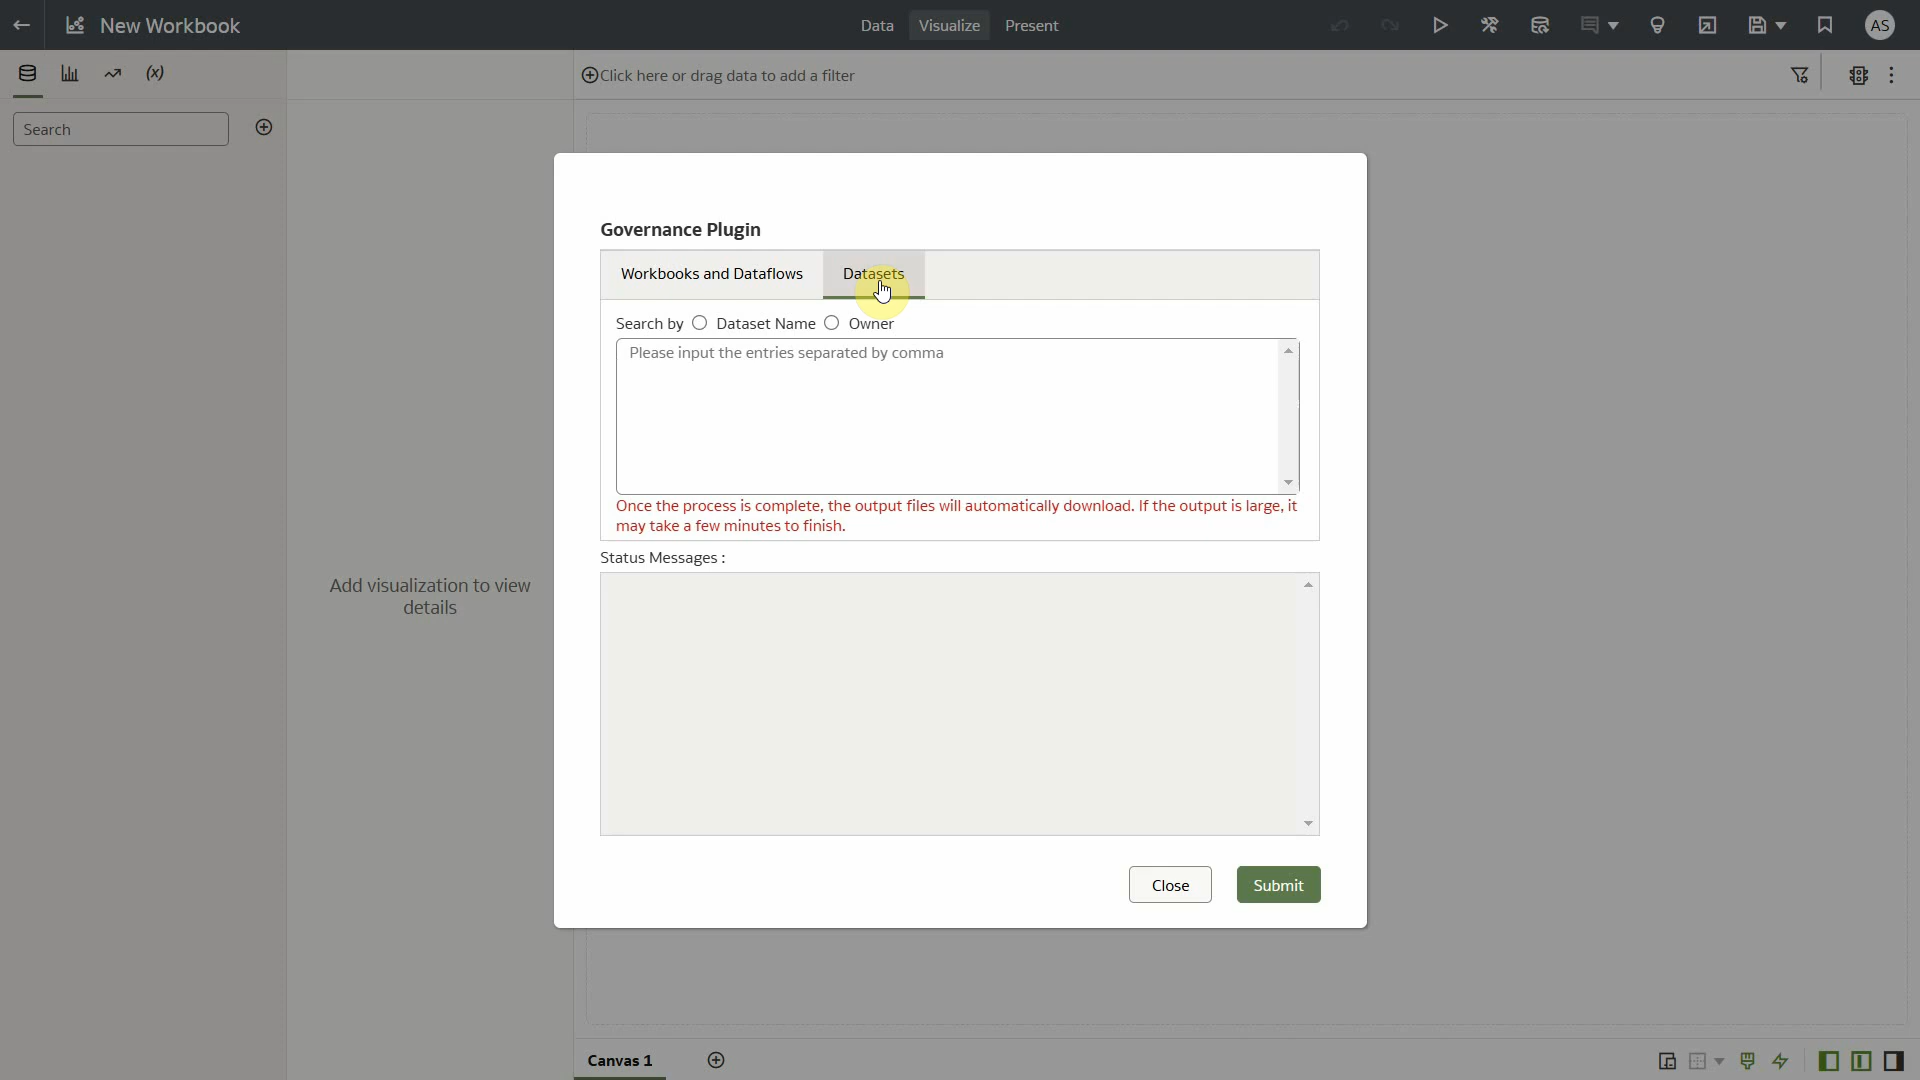 New Workbook
Data Visualize Present
AS
(x)
Click here or drag data to add a filter
Search
Governance Plugin
Workbooks and Dataflows Datasets
Search by Dataset Name Owner
Please input the entries separated by comma
Once the process is complete, the output files will automatically download. If the output is large, it
may take a few minutes to finish.
Status Messages :
Add visualization to view
details
Close Submit
Canvas 1